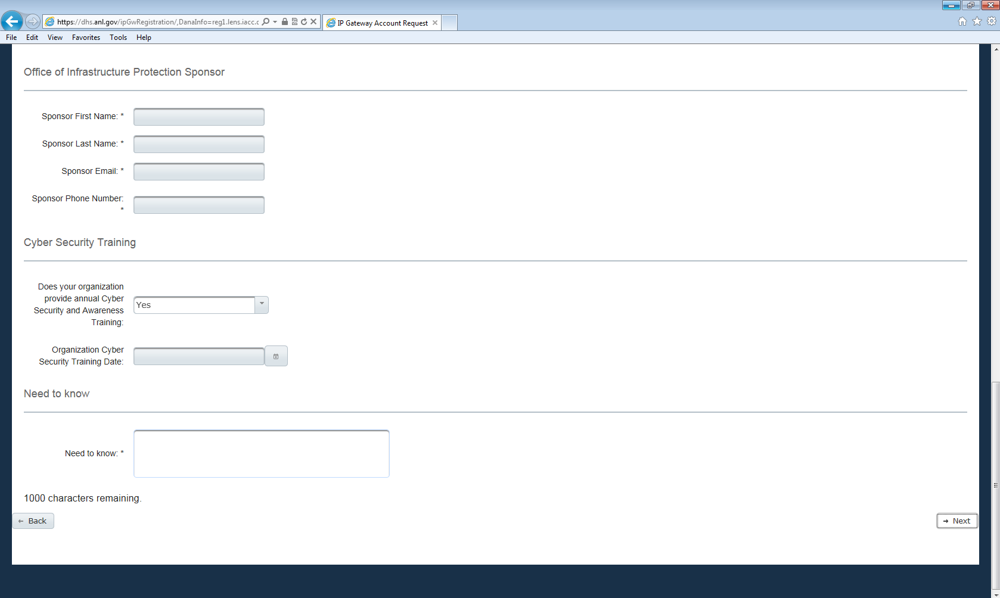 https://dhs.anl.gov/ipGwRegistration/,DanaInfo=reg1.lens.iacc.c
IP Gateway Account Request
File Edit View Favorites Tools Help
Office of Infrastructure Protection Sponsor
Sponsor First Name: *
Sponsor Last Name: *
Sponsor Email: *
Sponsor Phone Number:
*
Cyber Security Training
Does your organization
provide annual Cyber
Security and Awareness
Training:
Yes
Organization Cyber
Security Training Date:
Need to know
Need to know: *
1000 characters remaining.
Back
Next